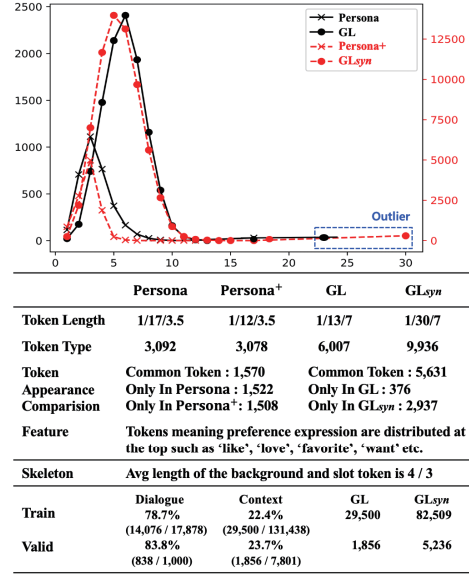 2500
2000
1500
1000
500
0
12500
10000
7500
5000
2500
0
Persona
GL
Persona+
GLsyn
Outlier
1 5 10 15 20 25 30
Persona Persona+ GL GLsyn
Token Length 1/17/3.5 1/12/3.5 1/13/7 1/30/7
Token Type 3,092 3,078 6,007 9,936
Token Common Token : 1,570 Common Token : 5,631
Appearance Only In Persona : 1,522 Only In GL : 376
Comparision Only In Persona+: 1,508 Only In GLsyn : 2,937
Feature Tokens meaning preference expression are distributed at
the top such as ‘like’, ‘love’, ‘favorite’, ‘want’ etc.
Skeleton Avg length of the background and slot token is 4 / 3
Dialogue Context GL GLsyn
Train 78.7% 22.4% 29,500 82,509
(14,076 / 17,878) (29,500 / 131,438)
Valid 83.8% 23.7% 1,856 5,236
(838 / 1,000) (1,856 / 7,801)